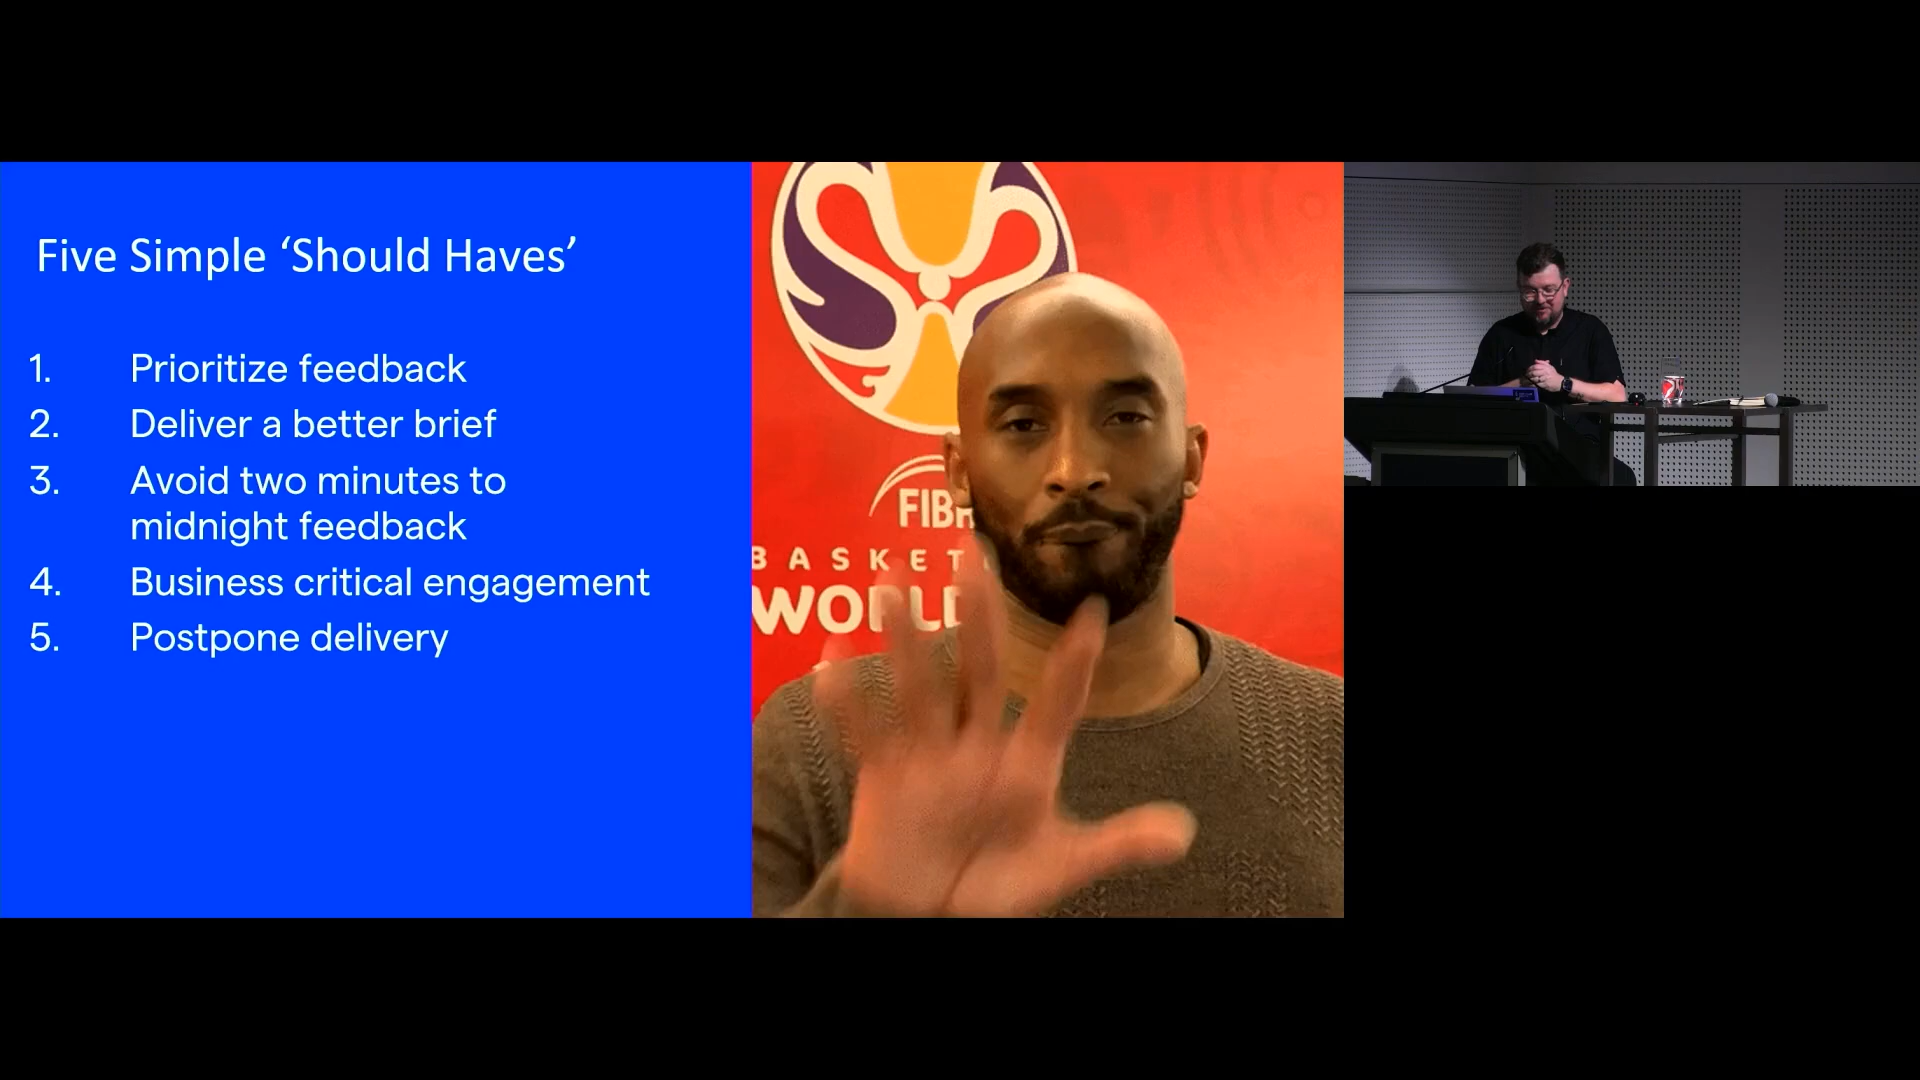 Five Simple ‘Should Haves’
1. Prioritize feedback
2. Deliver a better brief
3. Avoid two minutes to
midnight feedback
4. Business critical engagement
5. Postpone delivery
FIB
BASKET
WORLD